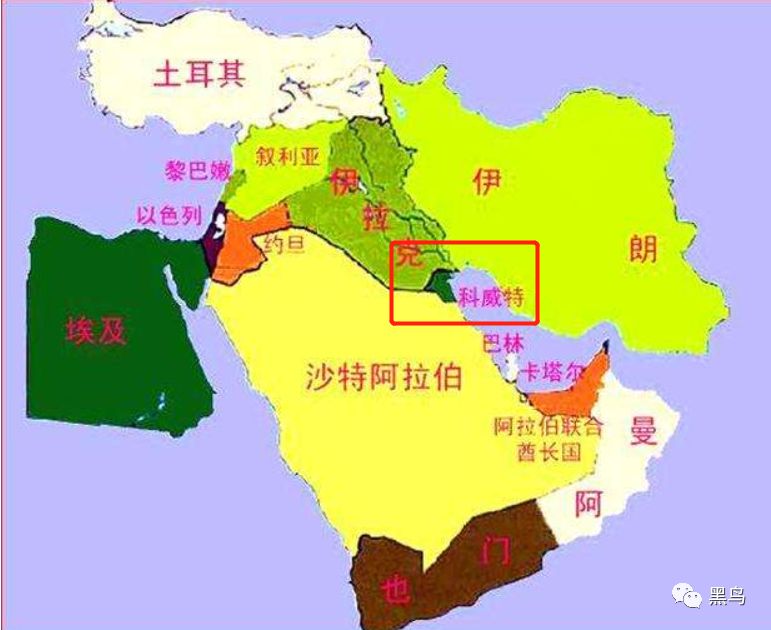 土耳其
叙利亚
黎巴嫩
伊拉克
伊朗
以色列
约旦
科威特
埃及
巴林
沙特阿拉伯
卡塔尔
阿拉伯联合
酋长国
阿曼
也门
黑鸟